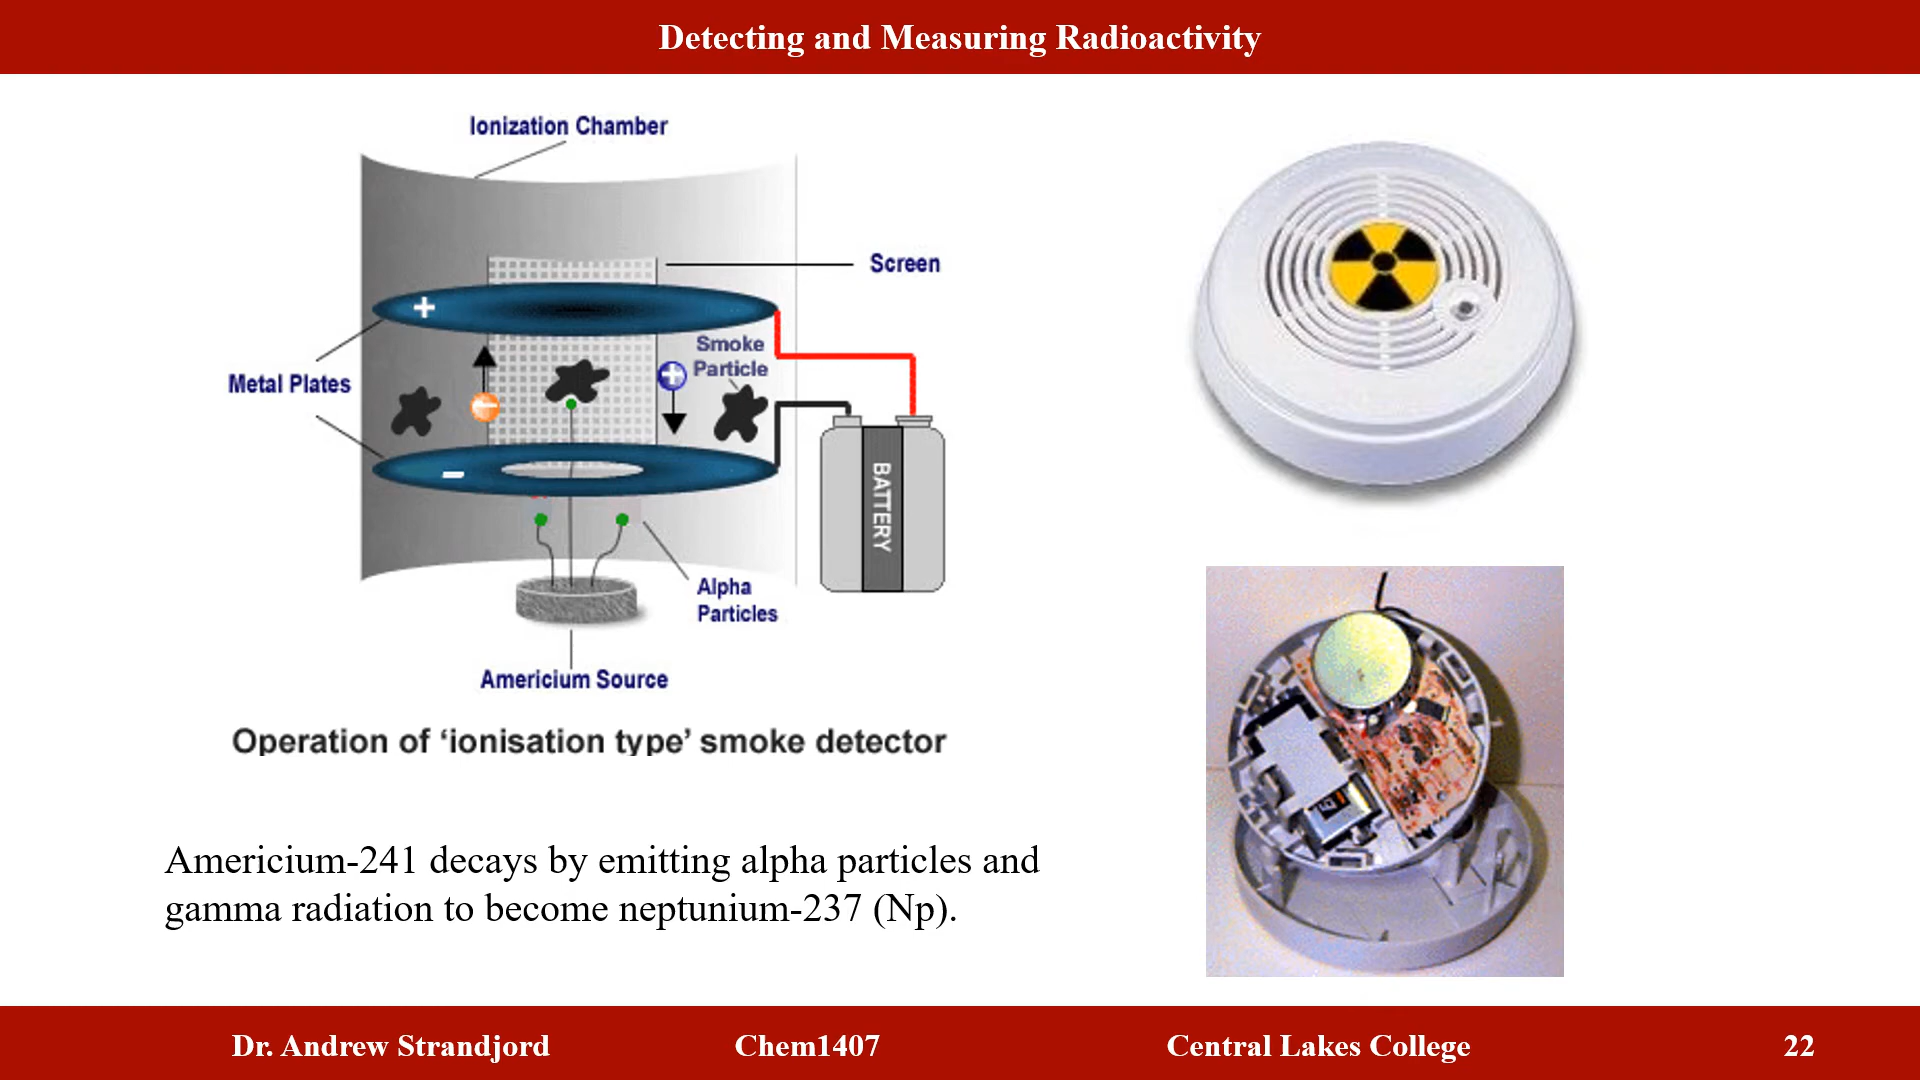 Detecting and Measuring Radioactivity
Ionization Chamber
Screen
+
Smoke
Particle
+
Metal Plates
−
−
BATTERY
Alpha
Particles
Americium Source
Operation of ‘ionisation type’ smoke detector
Americium-241 decays by emitting alpha particles and
gamma radiation to become neptunium-237 (Np).
Dr. Andrew Strandjord Chem1407 Central Lakes College 22